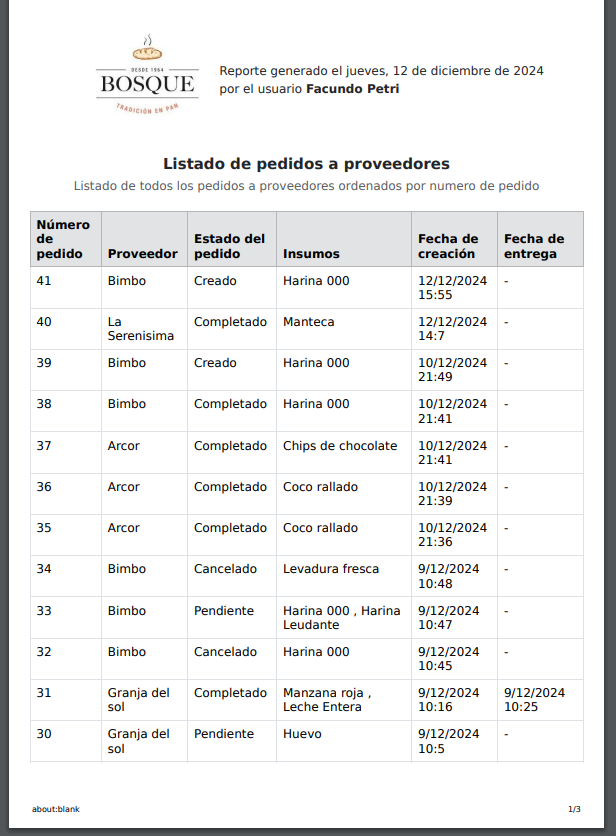 DESDE 1954
BOSQUE
TRADICIÓN EN PAN
Reporte generado el jueves, 12 de diciembre de 2024
por el usuario Facundo Petri
Listado de pedidos a proveedores
Listado de todos los pedidos a proveedores ordenados por numero de pedido
Número de pedido Proveedor Estado del pedido Insumos Fecha de creación Fecha de entrega
41 Bimbo Creado Harina 000 12/12/2024 15:55 -
40 La Serenisima Completado Manteca 12/12/2024 14:7 -
39 Bimbo Creado Harina 000 10/12/2024 21:49 -
38 Bimbo Completado Harina 000 10/12/2024 21:41 -
37 Arcor Completado Chips de chocolate 10/12/2024 21:41 -
36 Arcor Completado Coco rallado 10/12/2024 21:39 -
35 Arcor Completado Coco rallado 10/12/2024 21:36 -
34 Bimbo Cancelado Levadura fresca 9/12/2024 10:48 -
33 Bimbo Pendiente Harina 000 , Harina Leudante 9/12/2024 10:47 -
32 Bimbo Cancelado Harina 000 9/12/2024 10:45 -
31 Granja del sol Completado Manzana roja , Leche Entera 9/12/2024 10:16 9/12/2024 10:25
30 Granja del sol Pendiente Huevo 9/12/2024 10:5 -
about:blank 1/3